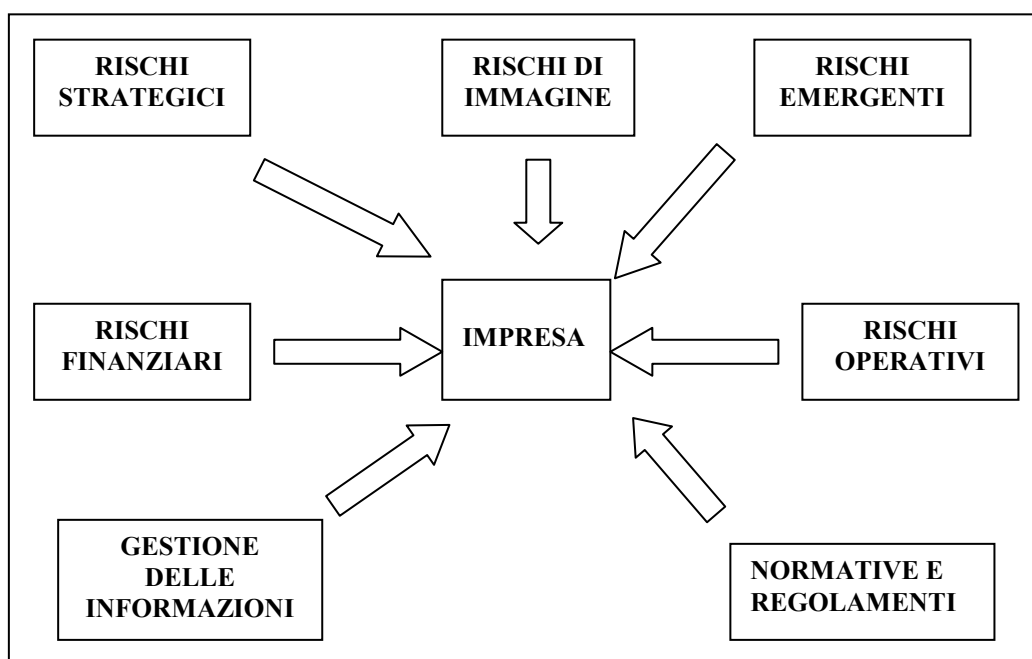 RISCHI
STRATEGICI
RISCHI DI
IMMAGINE
RISCHI
EMERGENTI
RISCHI
FINANZIARI
IMPRESA
RISCHI
OPERATIVI
GESTIONE
DELLE
INFORMAZIONI
NORMATIVE E
REGOLAMENTI